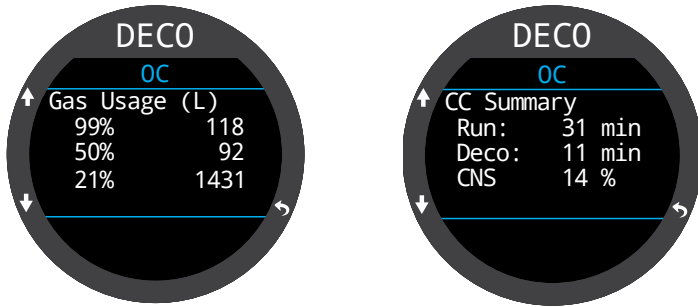 DECO
OC
Gas Usage (L)
99% 118
50% 92
21% 1431
DECO
OC
CC Summary
Run: 31 min
Deco: 11 min
CNS 14 %